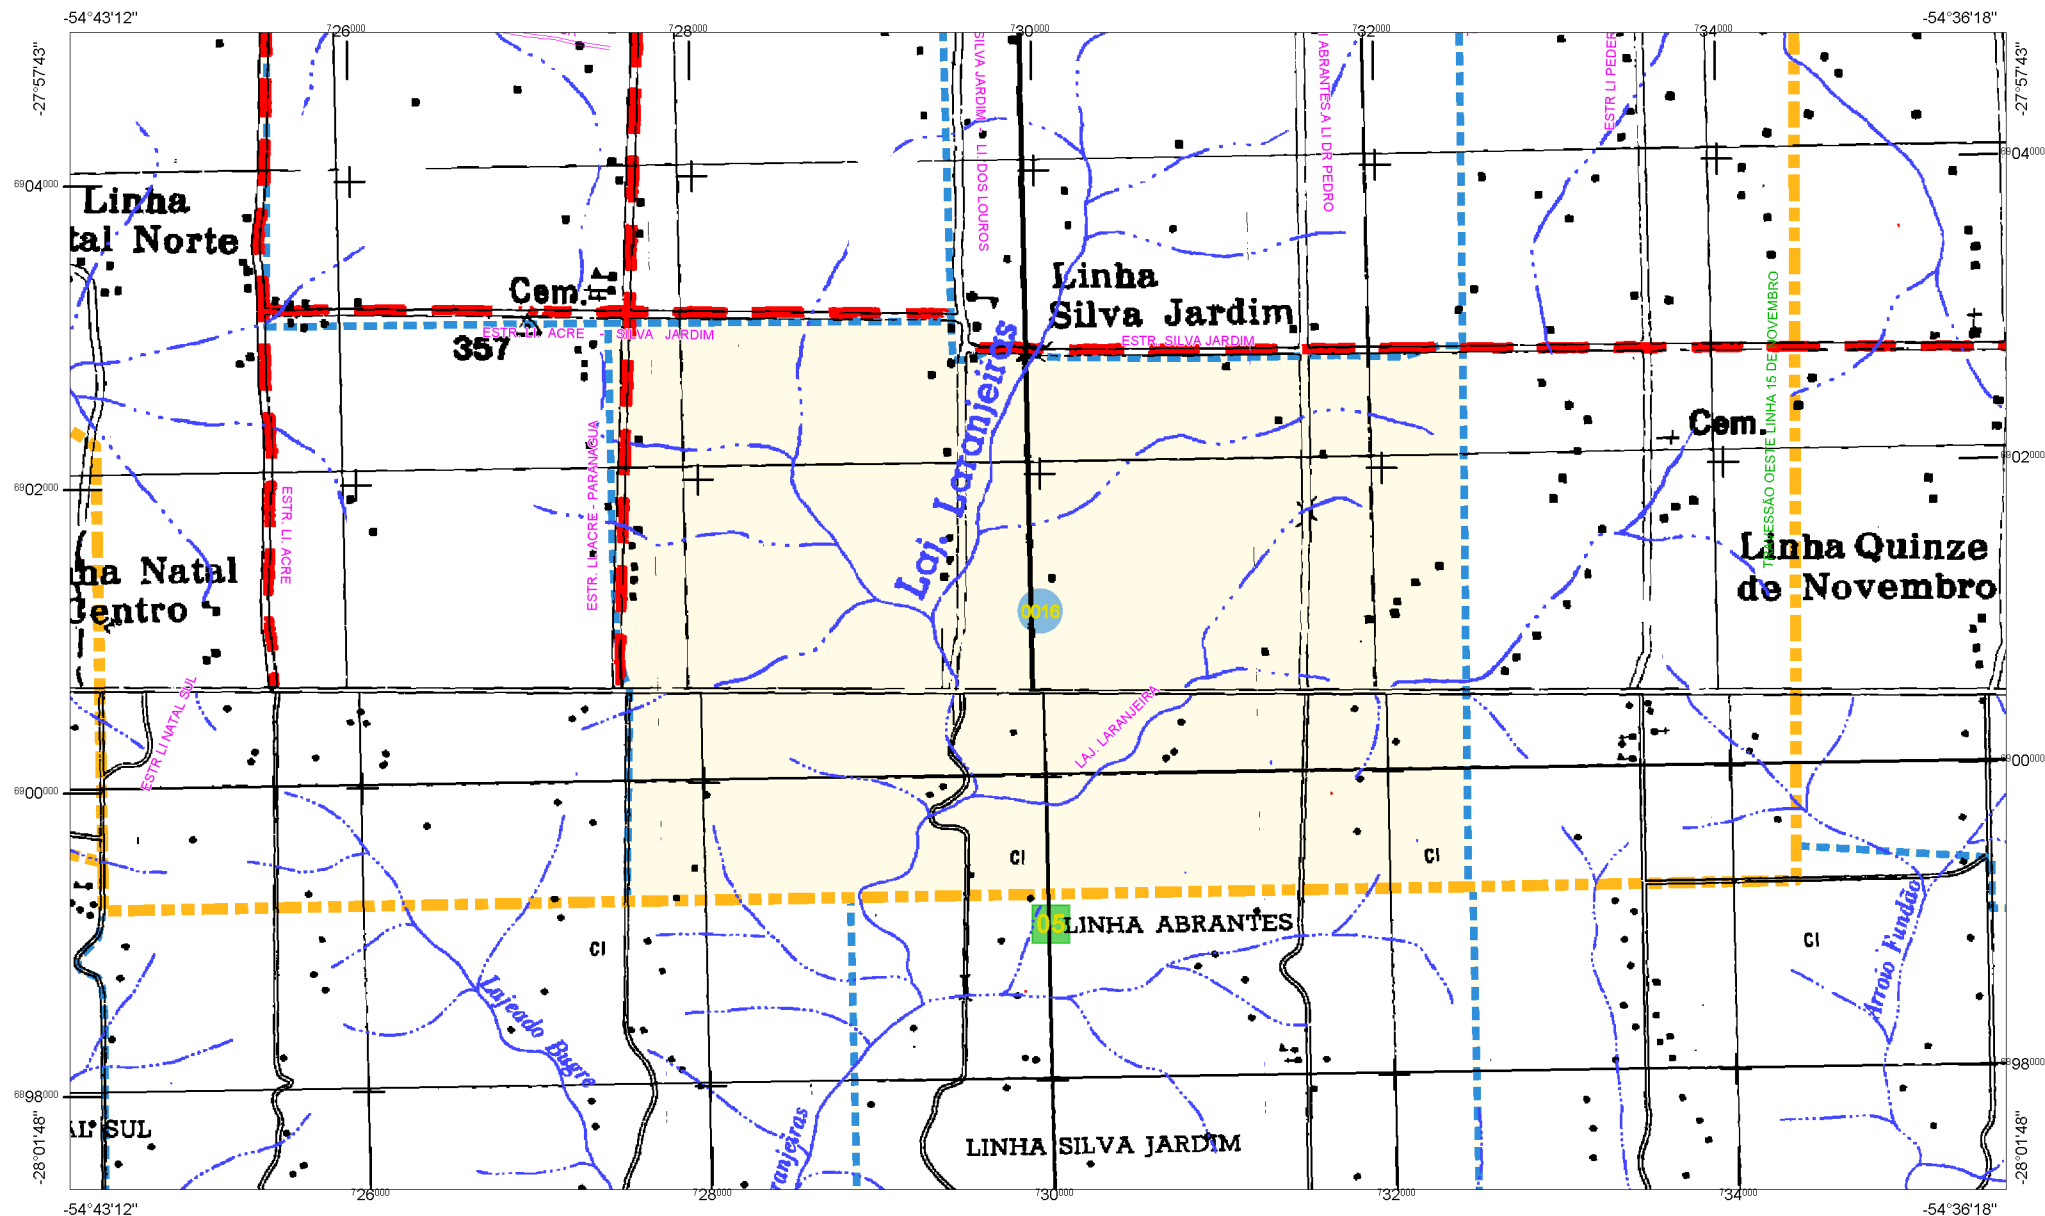 -54°43'12"
-54°36'18"
726000
728000
730000
732000
734000
-27°57'43"
-27°57'43"
SILVA JARDIM - LI. DOS LOUROS
I ABRANTES A LI DR PEDRO
ESTR LI PEDER
6904000
6904000
Linha
tal Norte
Cem.
Linha
Silva Jardim
ESTR. LI. ACRE - SILVA JARDIM
357
ESTR. SILVA JARDIM
TRANSMESSÃO OESTE LINHA 15 DE NOVEMBRO
Laj. Laranjeiras
Cem.
6902000
6902000
ESTR. LI. ACRE
ESTR. LI. ACRE - PARANAGUA
Linha Quinze
de Novembro
na Natal
Centro
0016
ESTR LI NATAL SUL
LAJ. LARANJEIRA
6900000
6900000
CI
CI
05
LINHA ABRANTES
CI
CI
Arroio Fundão
Lajeado Bugre
6898000
6898000
AL SUL
LINHA SILVA JARDIM
ranjeiras
-28°01'48"
-28°01'48"
726000
728000
730000
732000
734000
-54°43'12"
-54°36'18"